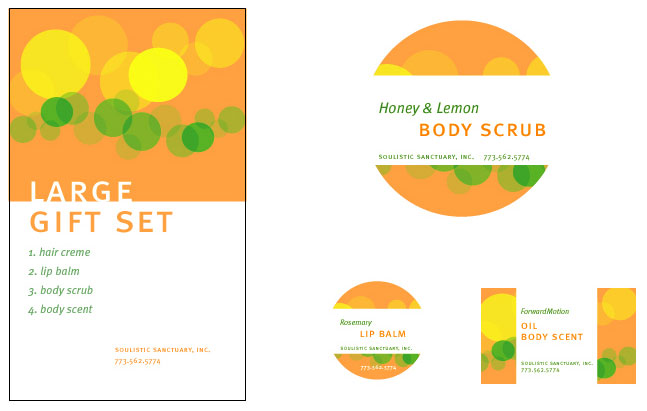 LARGE
GIFT SET
1. hair creme
2. lip balm
3. body scrub
4. body scent
SOULISTIC SANCTUARY, INC.
773.562.5774
Honey & Lemon
BODY SCRUB
SOULISTIC SANCTUARY, INC. 773.562.5774
Rosemary
LIP BALM
SOULISTIC SANCTUARY, INC.
773.562.5774
ForwardMotion
OIL
BODY SCENT
SOULISTIC SANCTUARY, INC.
773.562.5774